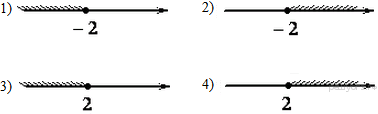 1) 2)
– 2 – 2
3) 4)
2 2